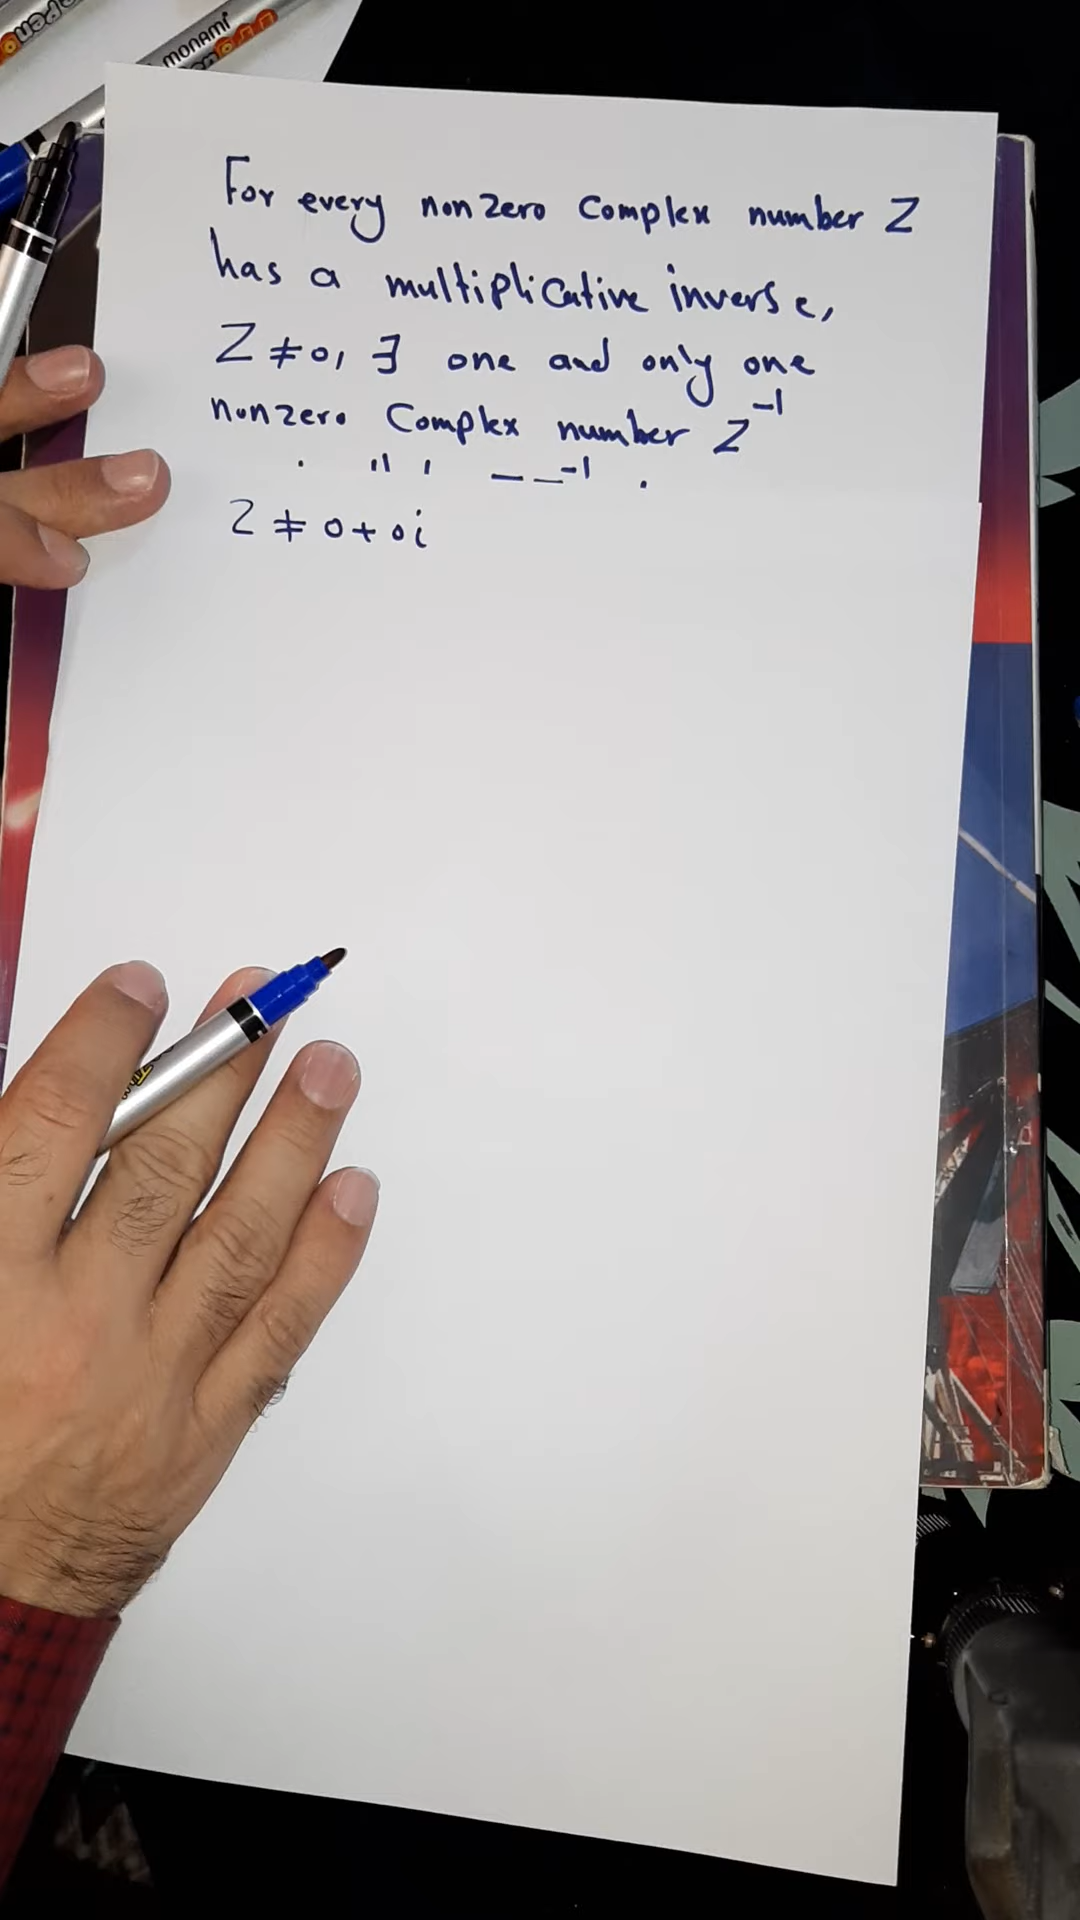 monami
For every nonzero Complex number Z
has a multiplicative inverse,
Z ≠ 0, ∃ one and only one
nonzero Complex number Z⁻¹
Z ≠ 0 + 0i